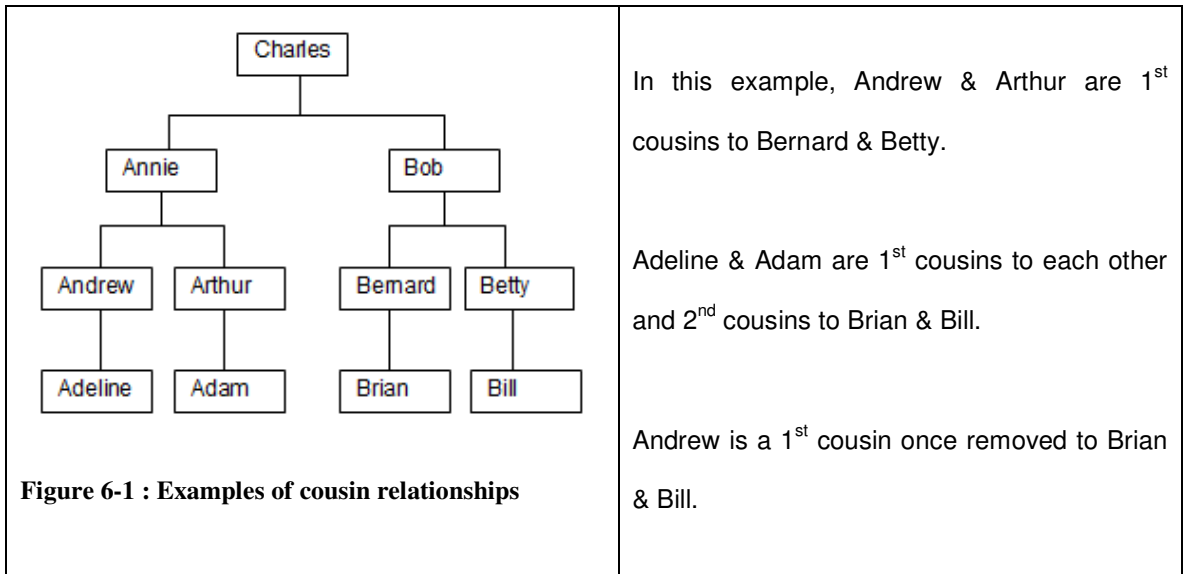 Charles
Annie Bob
Andrew Arthur Bernard Betty
Adeline Adam Brian Bill
Figure 6-1 : Examples of cousin relationships
In this example, Andrew & Arthur are 1st
cousins to Bernard & Betty.
Adeline & Adam are 1st cousins to each other
and 2nd cousins to Brian & Bill.
Andrew is a 1st cousin once removed to Brian
& Bill.